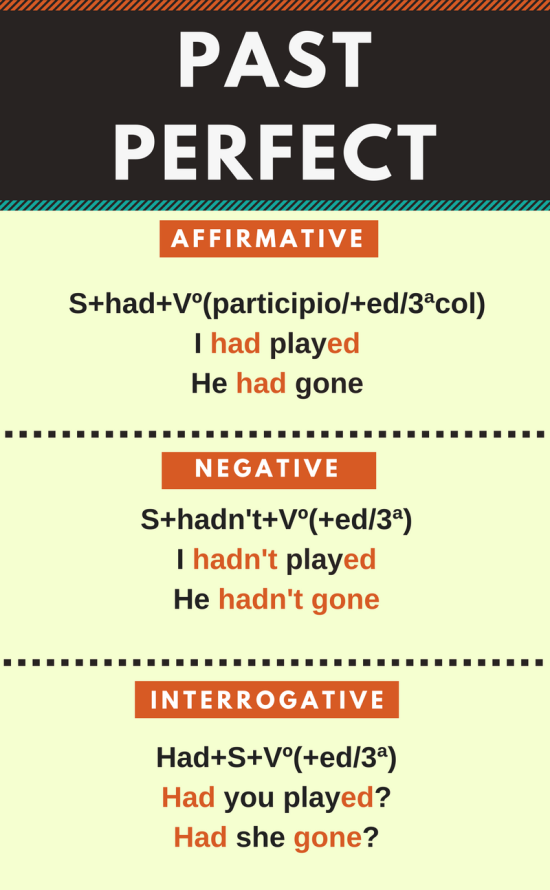 PAST
PERFECT
AFFIRMATIVE
S+had+Vº(participio/+ed/3ªcol)
I had played
He had gone
NEGATIVE
S+hadn't+Vº(+ed/3ª)
I hadn't played
He hadn't gone
INTERROGATIVE
Had+S+Vº(+ed/3ª)
Had you played?
Had she gone?